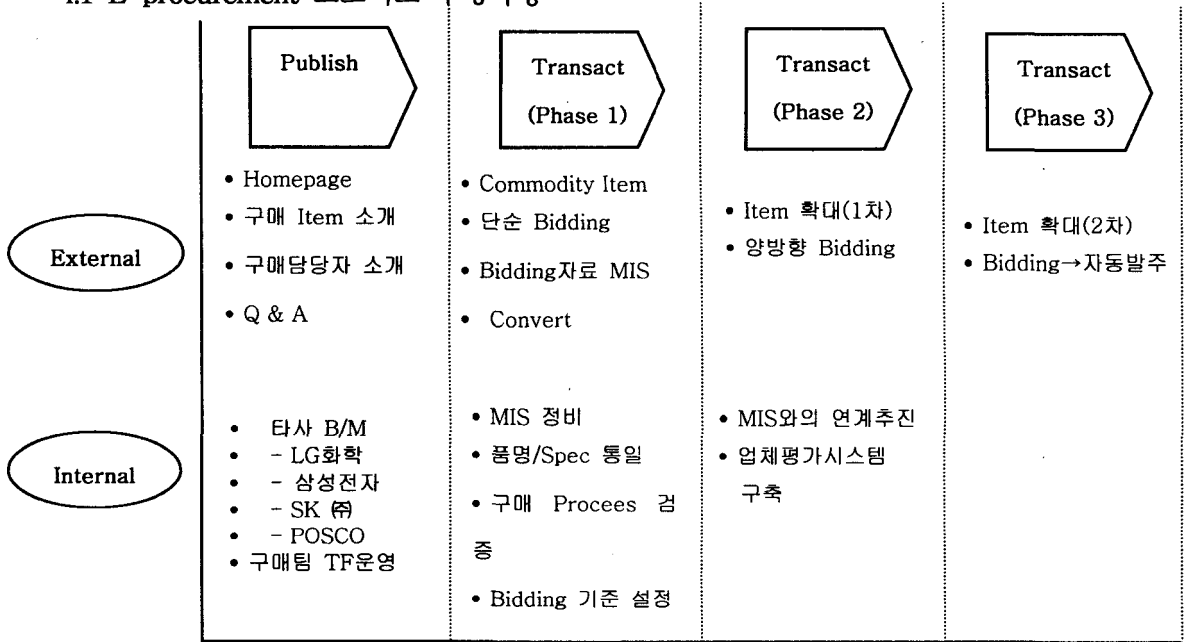 4.1 E-procurement
Publish
Transact
(Phase 1)
Transact
(Phase 2)
Transact
(Phase 3)
External
• Homepage
• 구매 Item 소개
• 구매담당자 소개
• Q & A
• Commodity Item
• 단순 Bidding
• Bidding자료 MIS
• Convert
• Item 확대(1차)
• 양방향 Bidding
• Item 확대(2차)
• Bidding→자동발주
Internal
• 타사 B/M
• - LG화학
• - 삼성전자
• - SK ㈜
• - POSCO
• 구매팀 TF운영
• MIS 정비
• 품명/Spec 통일
• 구매 Procees 검
증
• Bidding 기준 설정
• MIS와의 연계추진
• 업체평가시스템
구축